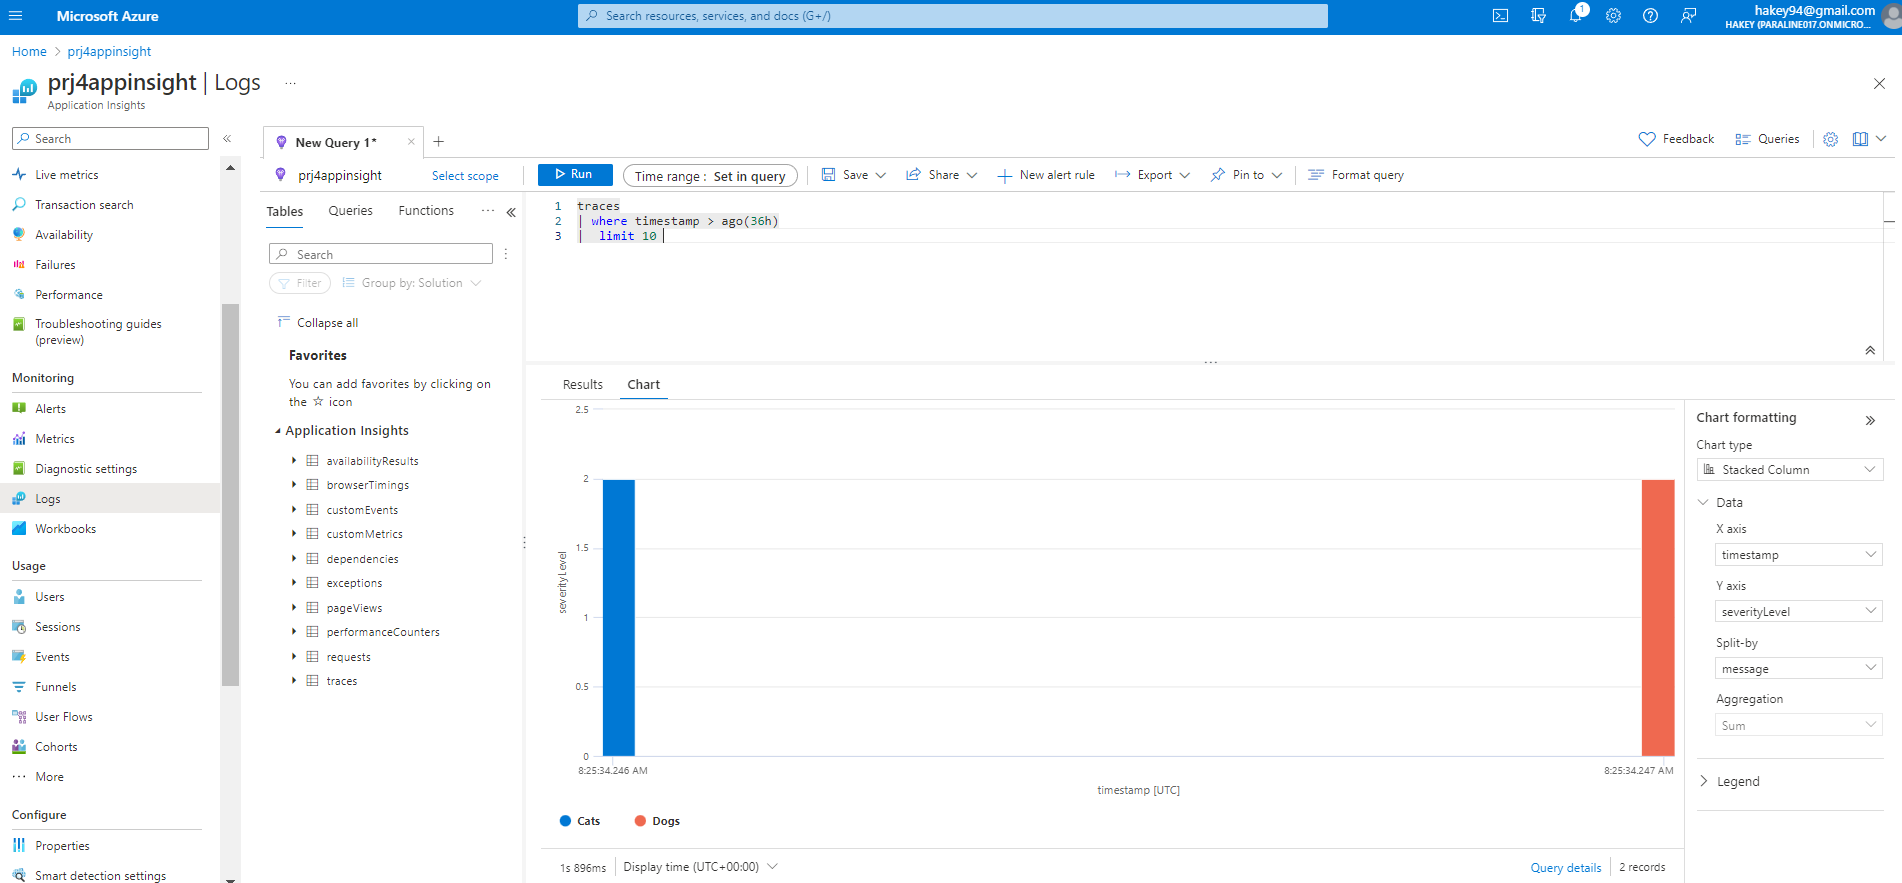 Microsoft Azure
Search resources, services, and docs (G+/)
1
hakey94@gmail.com
HAKEY (PARALINE017.ONMICRO...
Home > prj4appinsight
prj4appinsight | Logs ...
Application Insights
Search
Live metrics
Transaction search
Availability
Failures
Performance
Troubleshooting guides
(preview)
Monitoring
Alerts
Metrics
Diagnostic settings
Logs
Workbooks
Usage
Users
Sessions
Events
Funnels
User Flows
Cohorts
More
Configure
Properties
Smart detection settings
New Query 1*
Feedback
Queries
prj4appinsight
Select scope
Run
Time range : Set in query
Save
Share
New alert rule
Export
Pin to
Format query
Tables
Queries
Functions
Search
Filter
Group by: Solution
Collapse all
Favorites
You can add favorites by clicking on
the ☆ icon
Application Insights
availabilityResults
browserTimings
customEvents
customMetrics
dependencies
exceptions
pageViews
performanceCounters
requests
traces
1 traces
2 | where timestamp > ago(36h)
3 | limit 10
Results
Chart
2.5
2
1.5
1
0.5
0
severityLevel
8:25:34.246 AM
8:25:34.247 AM
timestamp [UTC]
Cats
Dogs
1s 896ms
Display time (UTC+00:00)
Query details
2 records
Chart formatting
Chart type
Stacked Column
Data
X axis
timestamp
Y axis
severityLevel
Split-by
message
Aggregation
Sum
Legend